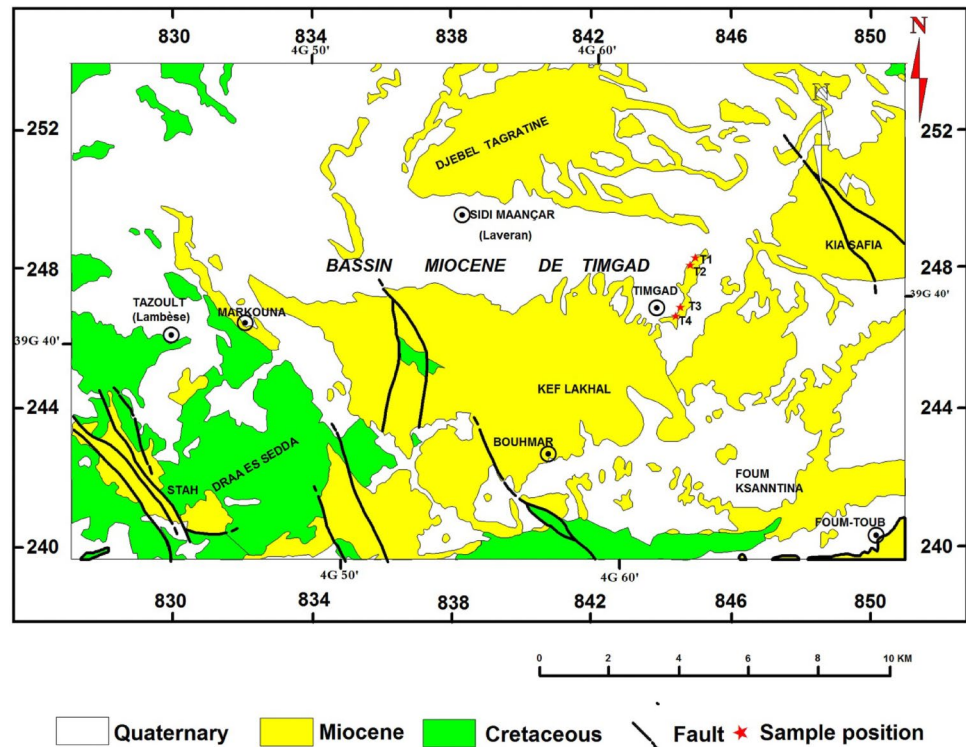 830 834 838 842 846 850
N
4G 50' 4G 60'
N
252 252
DJEBEL TAGRATINE
SIDI MAANÇAR
(Laveran)
KIA SAFIA
BASSIN MIOCENE DE TIMGAD
T1
T2
248 248
TIMGAD
39G 40'
TAZOULT
(Lambèse)
MARKOUNA
T3
T4
39G 40'
KEF LAKHAL
244 244
BOUHMAR
DRAA ES SEDDA
STAH
FOUM
KSANNTINA
FOUM-TOUB
240 240
4G 50' 4G 60'
830 834 838 842 846 850
0 2 4 6 8 10 KM
Quaternary Miocene Cretaceous Fault Sample position